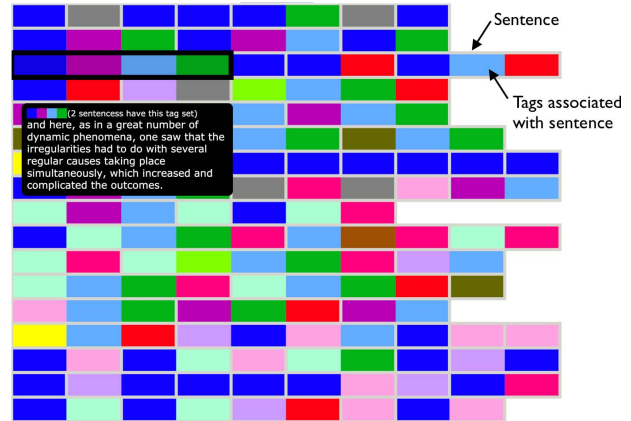 Sentence
Tags associated
with sentence
(2 sentencess have this tag set)
and here, as in a great number of
dynamic phenomena, one saw that the
irregularities had to do with several
regular causes taking place
simultaneously, which increased and
complicated the outcomes.